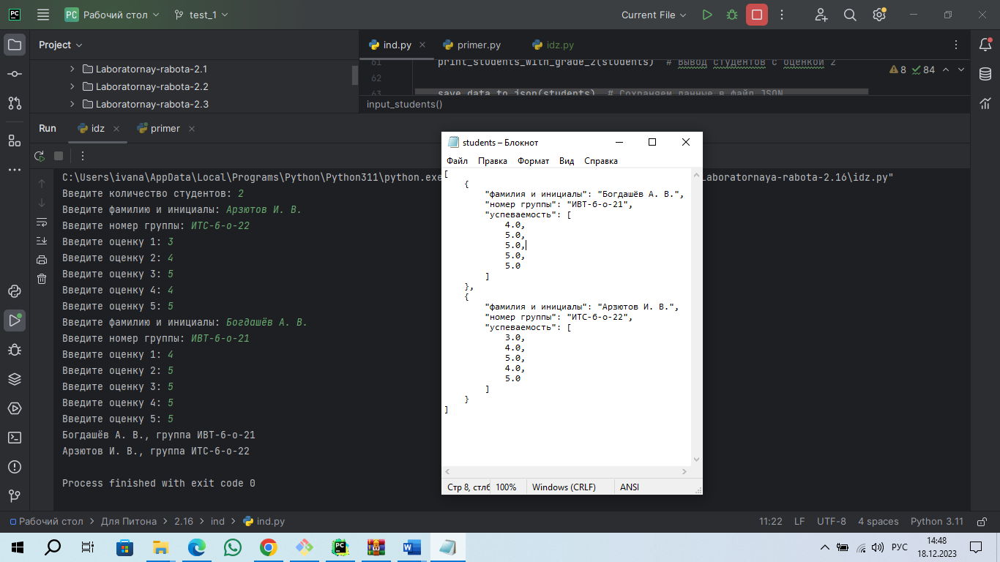 PC Рабочий стол test_1 Current File
Project
ind.py primer.py idz.py
Laboratornay-rabota-2.1
Laboratornay-rabota-2.2
Laboratornay-rabota-2.3
61 print_students_with_grade_2(students) # Вывод студентов с оценкой 2
8 84
62
63 save_data_to_json(students) # Сохраняем данные в файл JSON
input_students()
Run idz primer
C:\Users\ivana\AppData\Local\Programs\Python\Python311\python.exe
aboratornaya-rabota-2.16\idz.py"
Введите количество студентов: 2
Введите фамилию и инициалы: Арзютов И. В.
Введите номер группы: ИТС-б-о-22
Введите оценку 1: 3
Введите оценку 2: 4
Введите оценку 3: 5
Введите оценку 4: 4
Введите оценку 5: 5
Введите фамилию и инициалы: Богдашёв А. В.
Введите номер группы: ИВТ-б-о-21
Введите оценку 1: 4
Введите оценку 2: 5
Введите оценку 3: 5
Введите оценку 4: 5
Введите оценку 5: 5
Богдашёв А. В., группа ИВТ-б-о-21
Арзютов И. В., группа ИТС-б-о-22
Process finished with exit code 0
students – Блокнот
Файл Правка Формат Вид Справка
[
{
"фамилия и инициалы": "Богдашёв А. В.",
"номер группы": "ИВТ-б-о-21",
"успеваемость": [
4.0,
5.0,
5.0,
5.0,
5.0
]
},
{
"фамилия и инициалы": "Арзютов И. В.",
"номер группы": "ИТС-б-о-22",
"успеваемость": [
3.0,
4.0,
5.0,
4.0,
5.0
]
}
]
Стр 8, стлб 100% Windows (CRLF) ANSI
Рабочий стол > Для Питона > 2.16 > ind > ind.py
11:22 LF UTF-8 4 spaces Python 3.11
РУС
14:48
18.12.2023